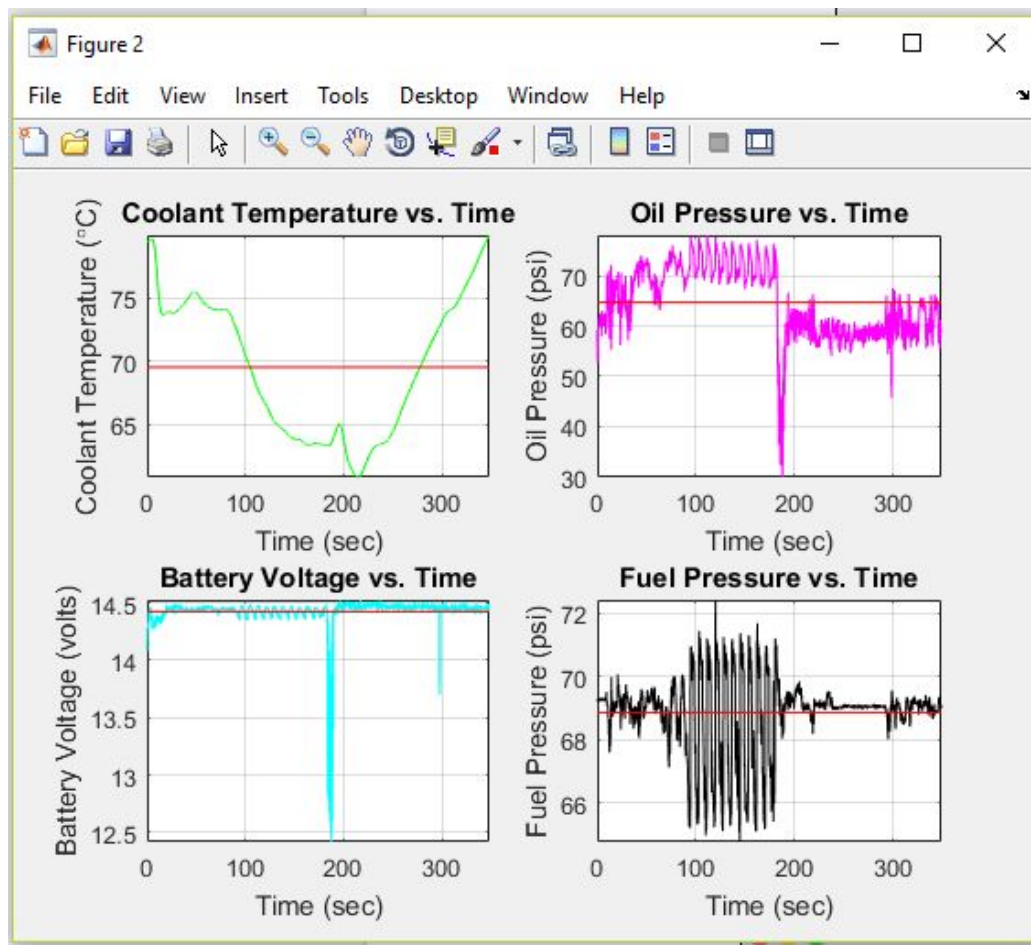 Figure 2
File Edit View Insert Tools Desktop Window Help
Coolant Temperature vs. Time
Coolant Temperature (°C)
75
70
65
0 100 200 300
Time (sec)
Oil Pressure vs. Time
Oil Pressure (psi)
70
60
50
40
30
0 100 200 300
Time (sec)
Battery Voltage vs. Time
Battery Voltage (volts)
14.5
14
13.5
13
12.5
0 100 200 300
Time (sec)
Fuel Pressure vs. Time
Fuel Pressure (psi)
72
70
68
66
0 100 200 300
Time (sec)